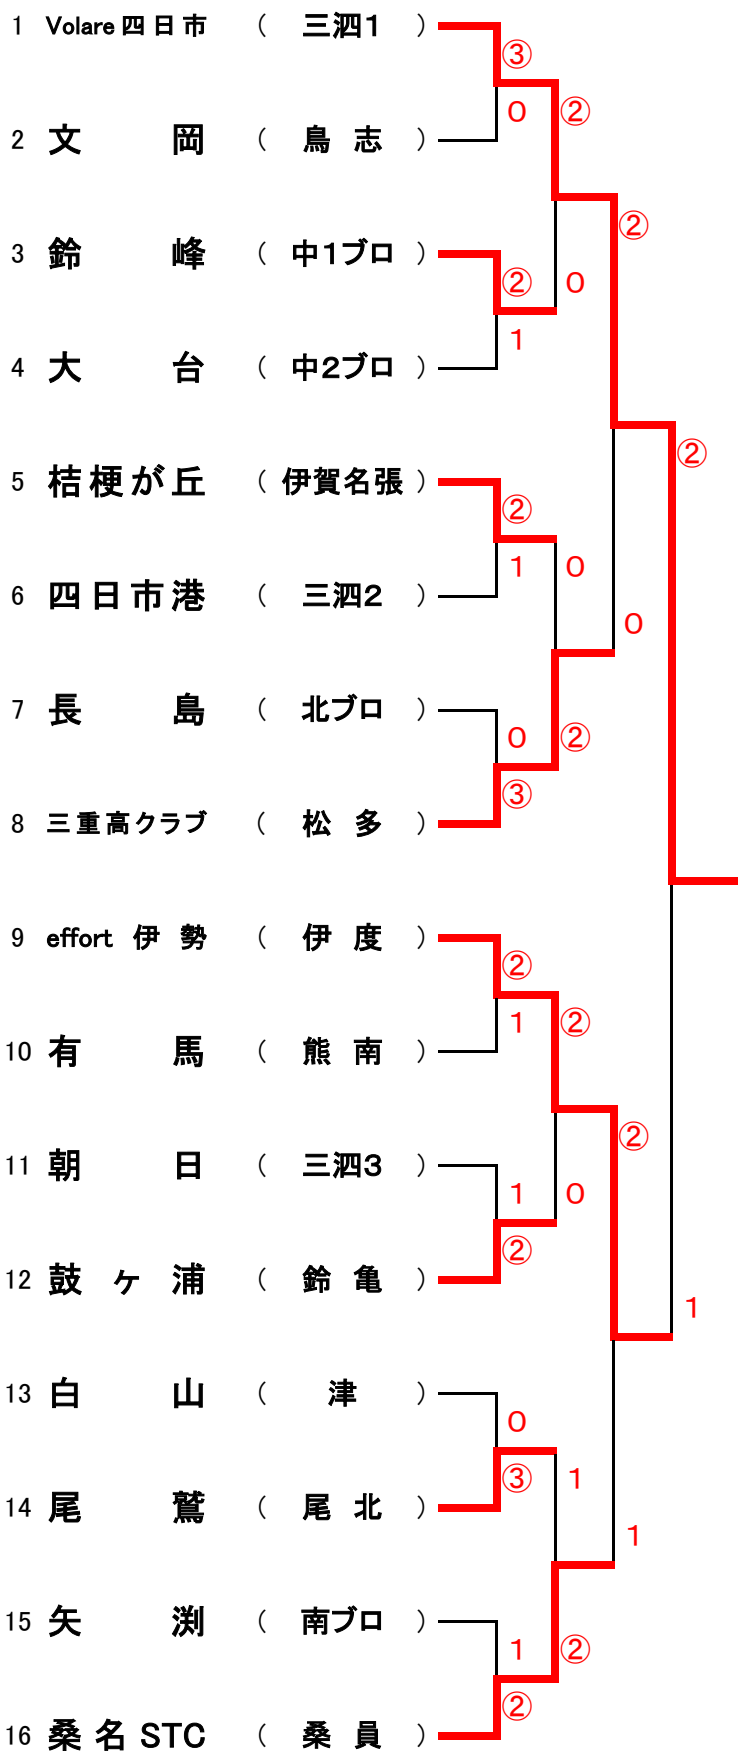 1 Volare 四日市 ( 三泗1 )
③
0 ②
2 文岡 ( 鳥志 )
②
3 鈴峰 ( 中1ブロ )
② 0
1
4 大台 ( 中2ブロ )
②
5 桔梗が丘 ( 伊賀名張 )
②
1 0
6 四日市港 ( 三泗2 )
0
7 長島 ( 北ブロ )
0 ②
③
8 三重高クラブ ( 松多 )
9 effort 伊勢 ( 伊度 )
②
1 ②
10 有馬 ( 熊南 )
②
11 朝日 ( 三泗3 )
1 0
②
12 鼓ヶ浦 ( 鈴亀 )
1
13 白山 ( 津 )
0
③ 1
14 尾鷲 ( 尾北 )
1
15 矢渕 ( 南ブロ )
1 ②
②
16 桑名STC ( 桑員 )